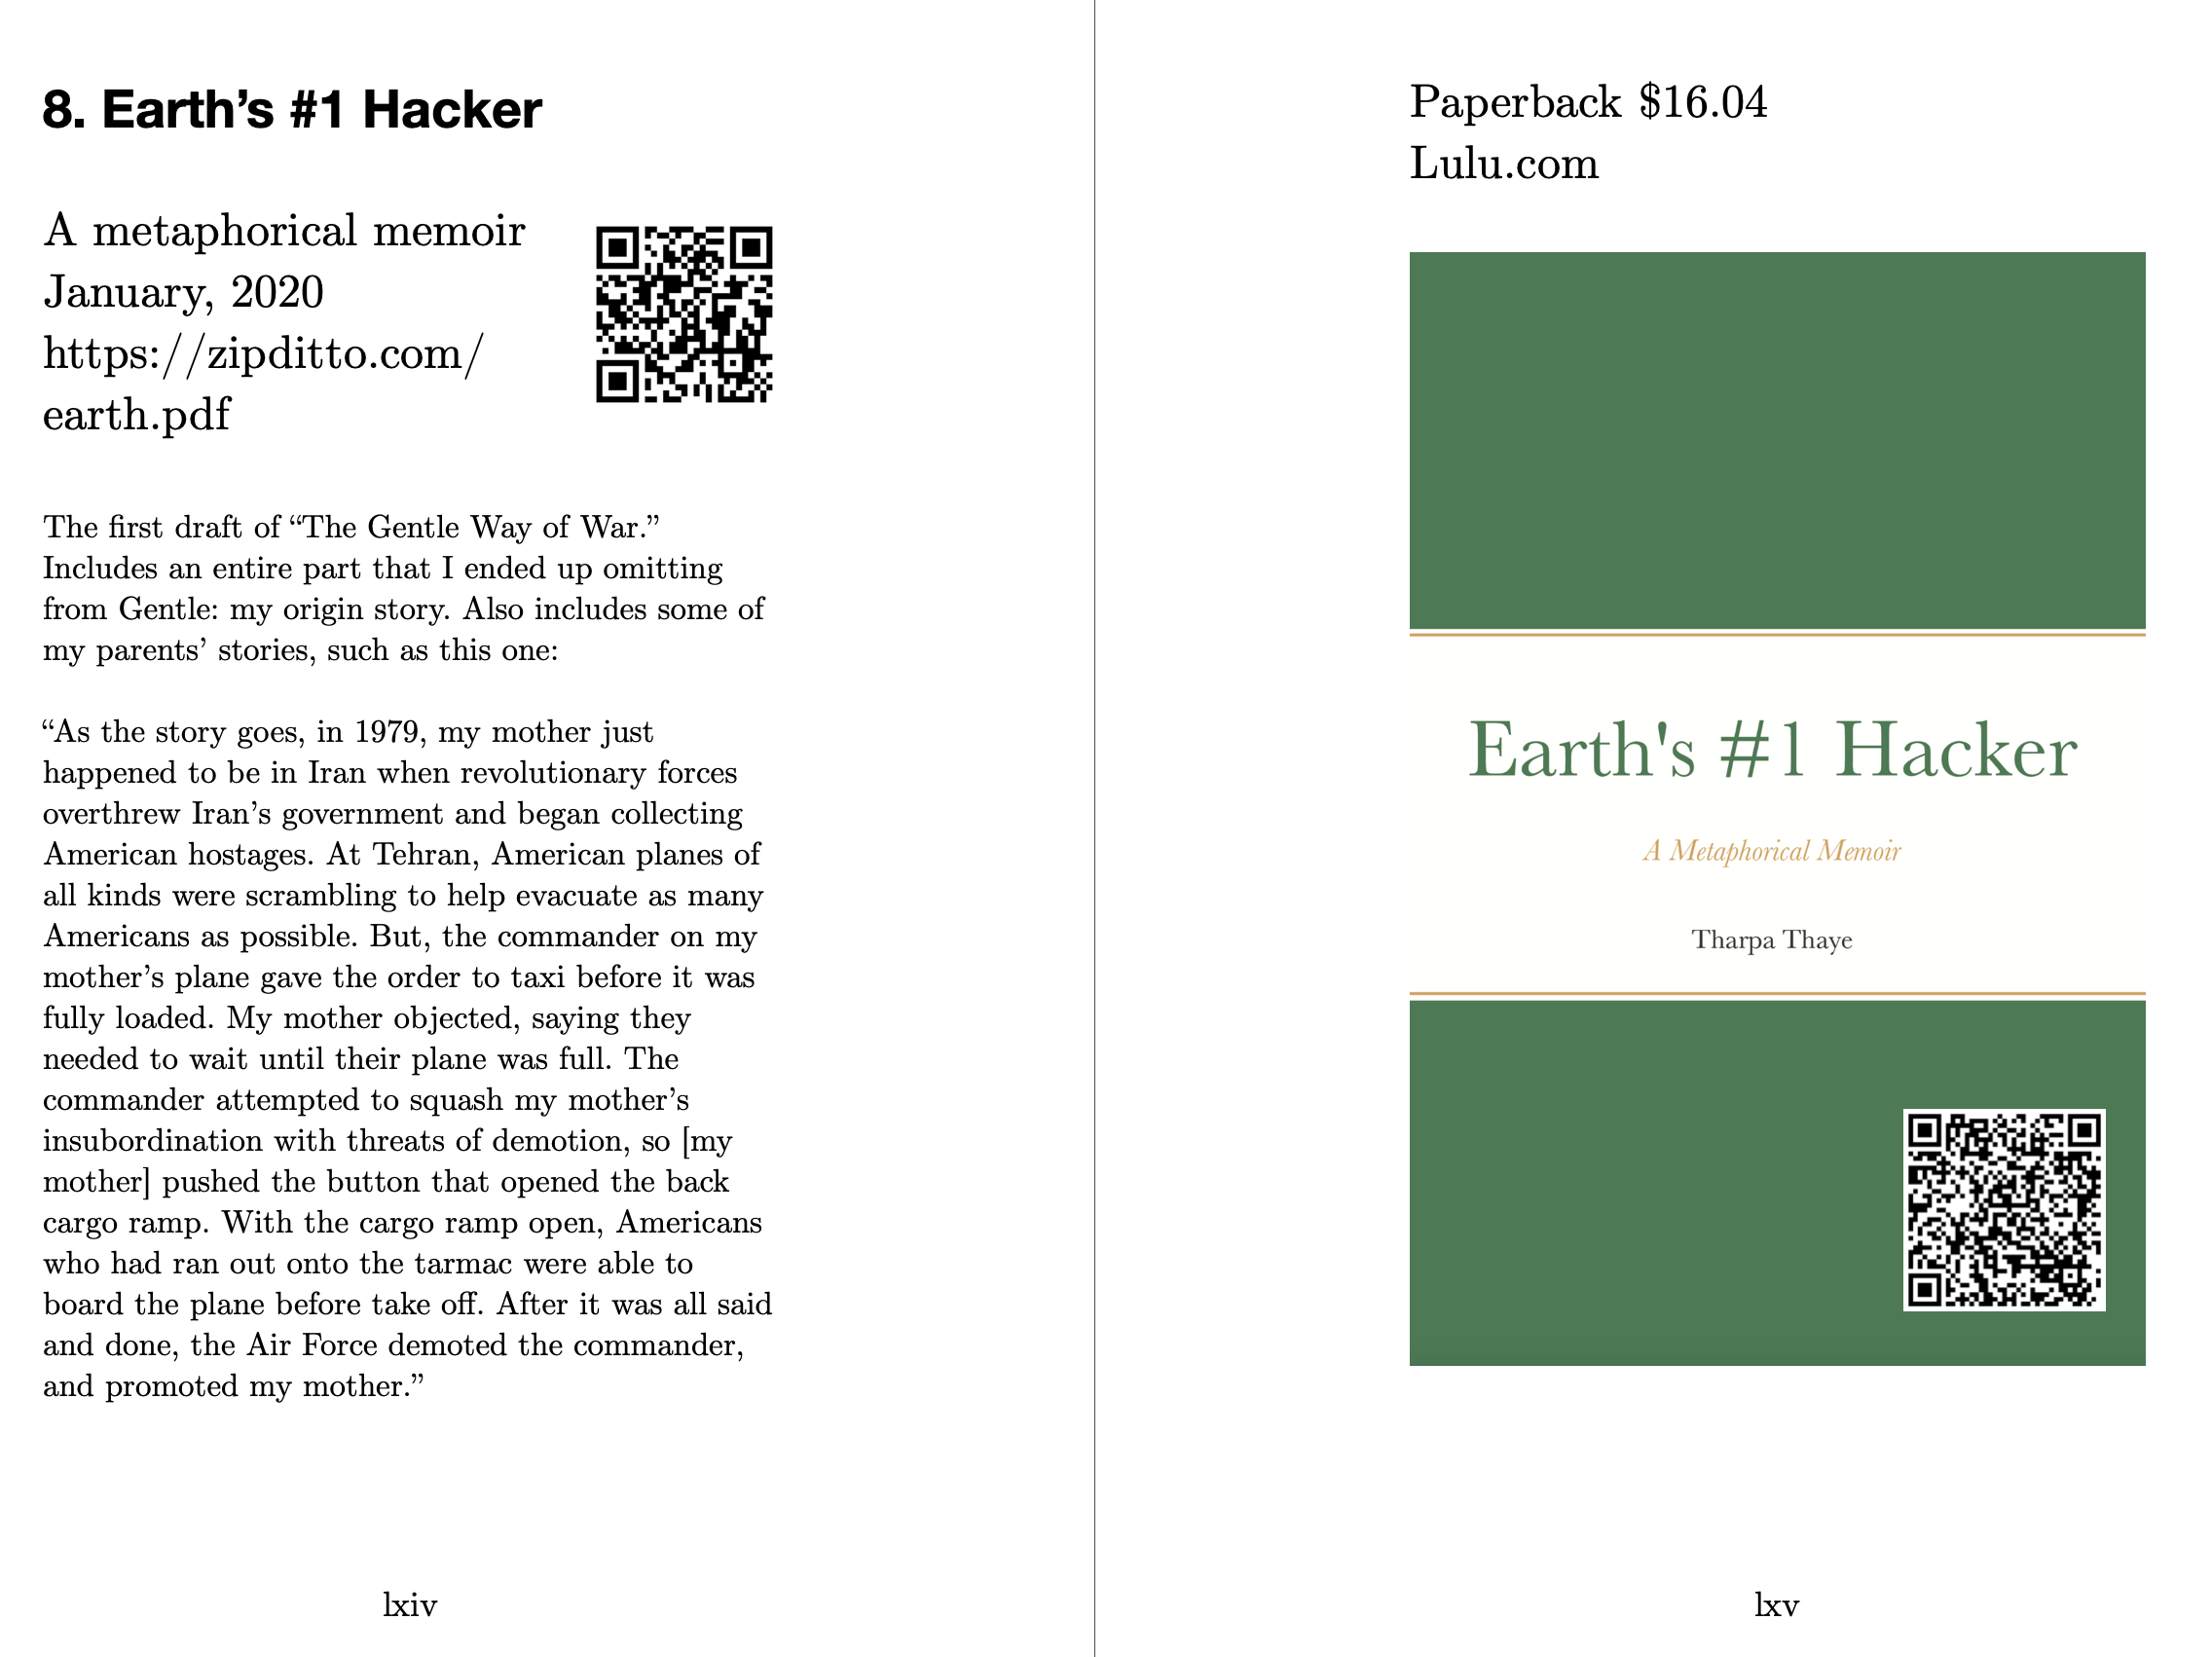 8. Earth’s #1 Hacker
A metaphorical memoir
January, 2020
https://zipditto.com/
earth.pdf
The first draft of “The Gentle Way of War.”
Includes an entire part that I ended up omitting
from Gentle: my origin story. Also includes some of
my parents’ stories, such as this one:
“As the story goes, in 1979, my mother just
happened to be in Iran when revolutionary forces
overthrew Iran’s government and began collecting
American hostages. At Tehran, American planes of
all kinds were scrambling to help evacuate as many
Americans as possible. But, the commander on my
mother’s plane gave the order to taxi before it was
fully loaded. My mother objected, saying they
needed to wait until their plane was full. The
commander attempted to squash my mother’s
insubordination with threats of demotion, so [my
mother] pushed the button that opened the back
cargo ramp. With the cargo ramp open, Americans
who had ran out onto the tarmac were able to
board the plane before take off. After it was all said
and done, the Air Force demoted the commander,
and promoted my mother.”
lxiv
Paperback $16.04
Lulu.com
Earth's #1 Hacker
A Metaphorical Memoir
Tharpa Thaye
lxv